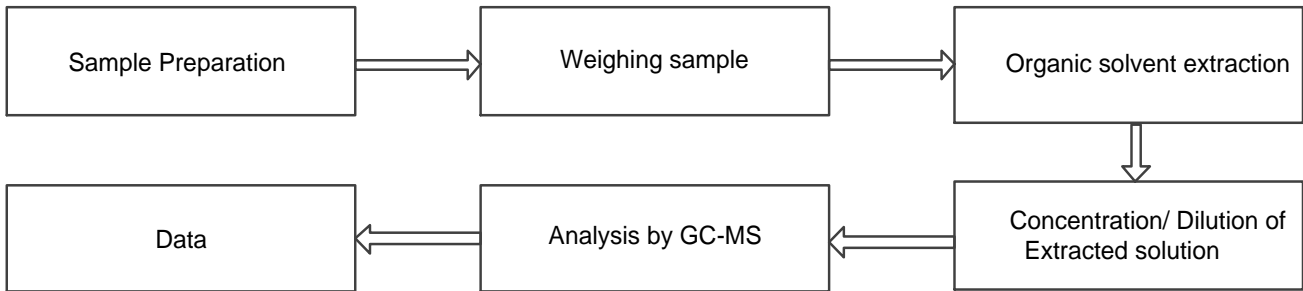 Sample Preparation
Weighing sample
Organic solvent extraction
Concentration/ Dilution of
Extracted solution
Analysis by GC-MS
Data